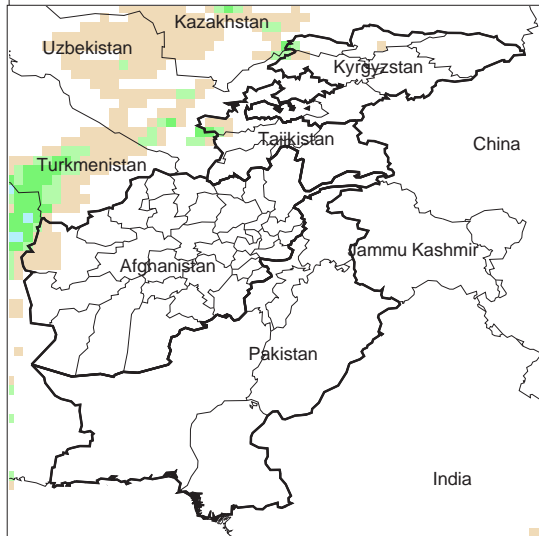 Kazakhstan
Uzbekistan
Kyrgyzstan
Tajikistan
China
Turkmenistan
Jammu Kashmir
Afghanistan
Pakistan
India